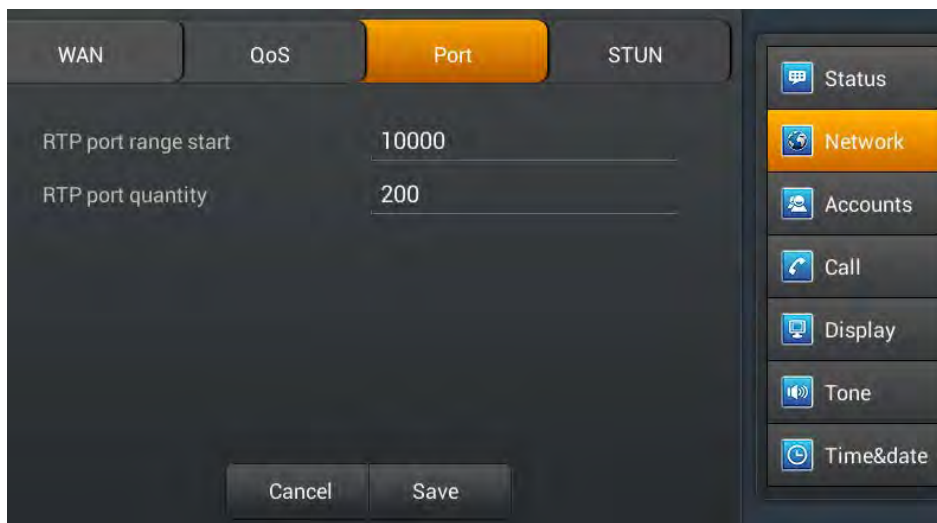 WAN QoS Port STUN
RTP port range start 10000
RTP port quantity 200
Cancel Save
Status
Network
Accounts
Call
Display
Tone
Time&date